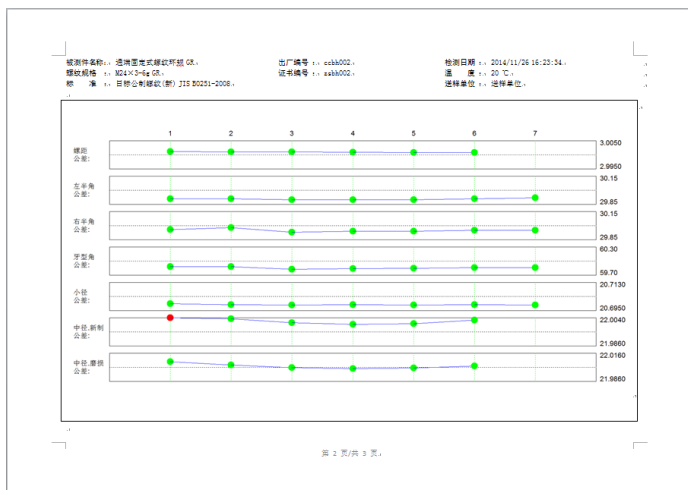 被测件名称：通端固定式螺纹环规 GR
出厂编号：ccbh002
检测日期：2014/11/26 16:23:34
螺纹规格：M24×3-6g GR
证书编号：zsbh002
温 度：20 ℃
标 准：日标公制螺纹(新) JIS B0251-2008
送样单位：送样单位
1 2 3 4 5 6 7
螺距
公差:
3.0050
2.9950
左半角
公差:
30.15
29.85
右半角
公差:
30.15
29.85
牙型角
公差:
60.30
59.70
小径
公差:
20.7130
20.6950
中径,新制
公差:
22.0040
21.9860
中径,磨损
公差:
22.0160
21.9860
第 2 页/共 3 页